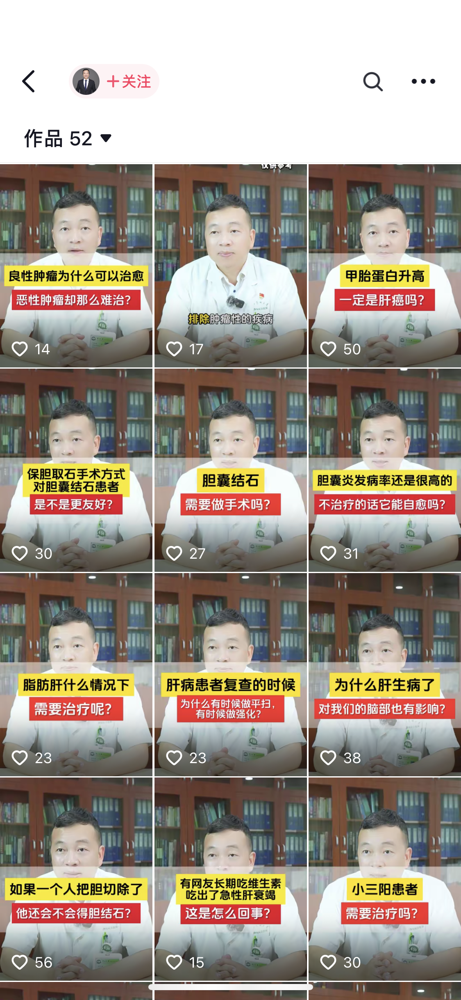 +关注
作品 52
良性肿瘤为什么可以治愈
恶性肿瘤却那么难治?
14
仅供参考
排除肿瘤性的疾病
17
甲胎蛋白升高
一定是肝癌吗?
50
保胆取石手术方式
对胆囊结石患者
是不是更友好?
30
胆囊结石
需要做手术吗?
27
胆囊炎发病率还是很高的
不治疗的话它能自愈吗?
31
脂肪肝什么情况下
需要治疗呢?
23
肝病患者复查的时候
为什么有时候做平扫,
有时候做强化?
23
为什么肝生病了
对我们的脑部也有影响?
38
如果一个人把胆切除了
他还会不会得胆结石?
56
有网友长期吃维生素
吃出了急性肝衰竭
这是怎么回事?
15
小三阳患者
需要治疗吗?
30